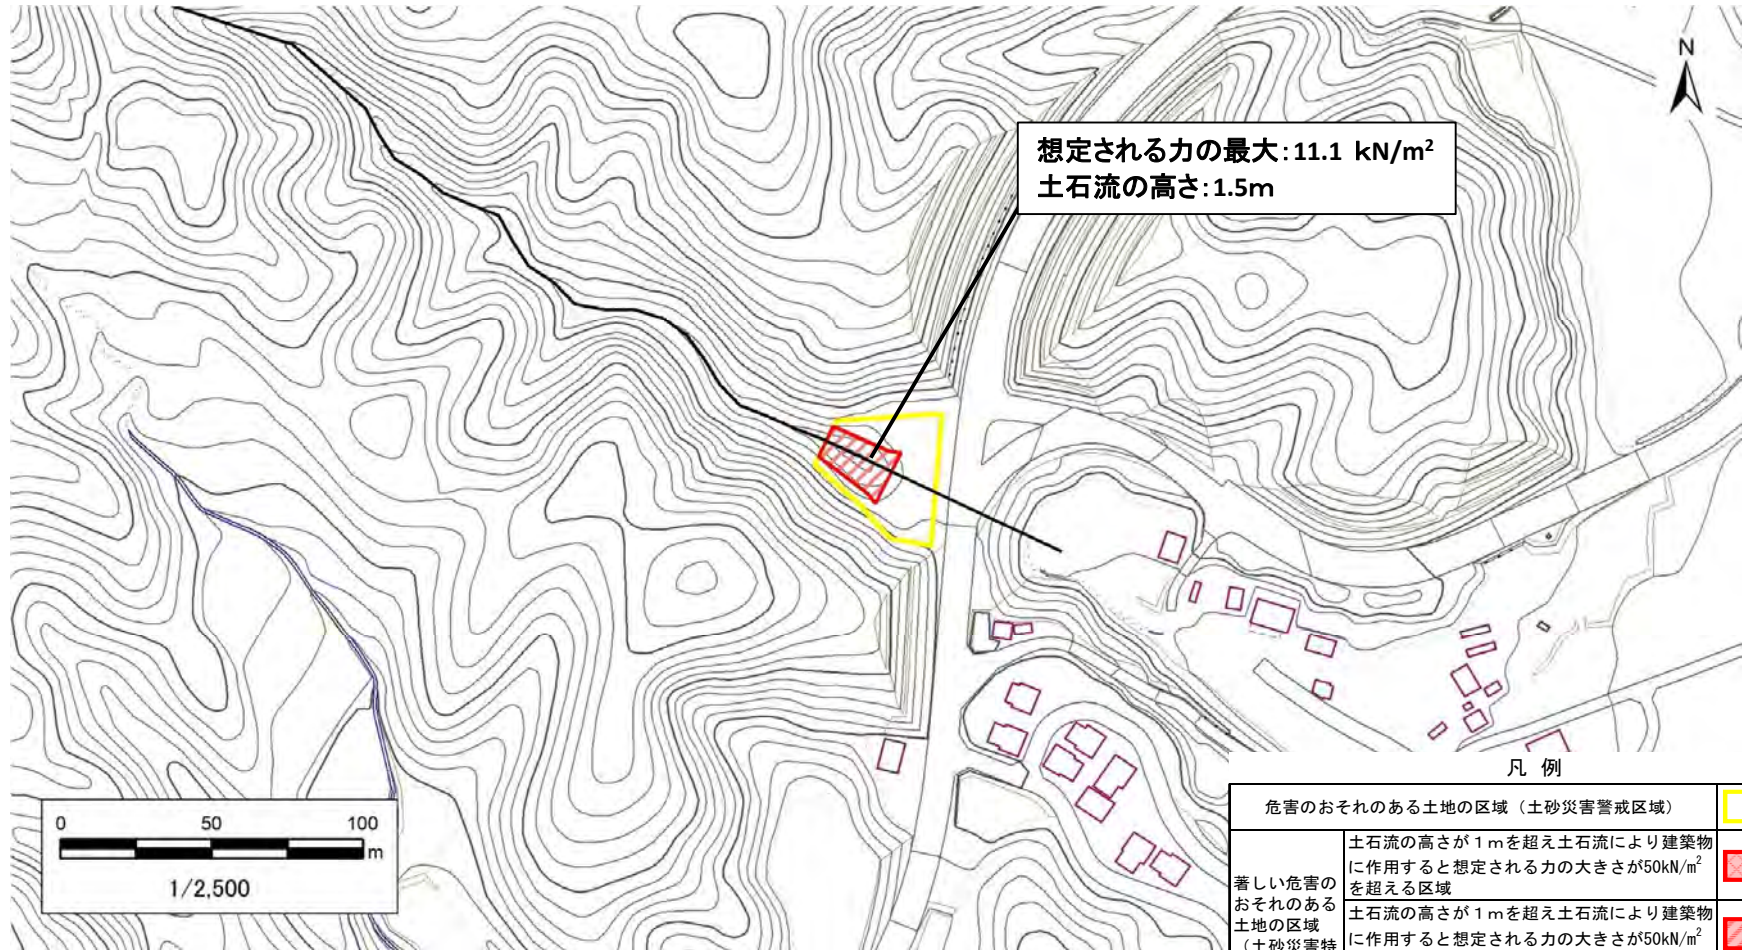 N
想定される力の最大:11.1 kN/m²
土石流の高さ:1.5m
0 50 100
m
1/2,500
凡 例
危害のおそれのある土地の区域(土砂災害警戒区域)
著しい危害の
おそれのある
土地の区域
(土砂災害特
土石流の高さが1mを超え土石流により建築物
に作用すると想定される力の大きさが50kN/m²
を超える区域
土石流の高さが1mを超え土石流により建築物
に作用すると想定される力の大きさが50kN/m²